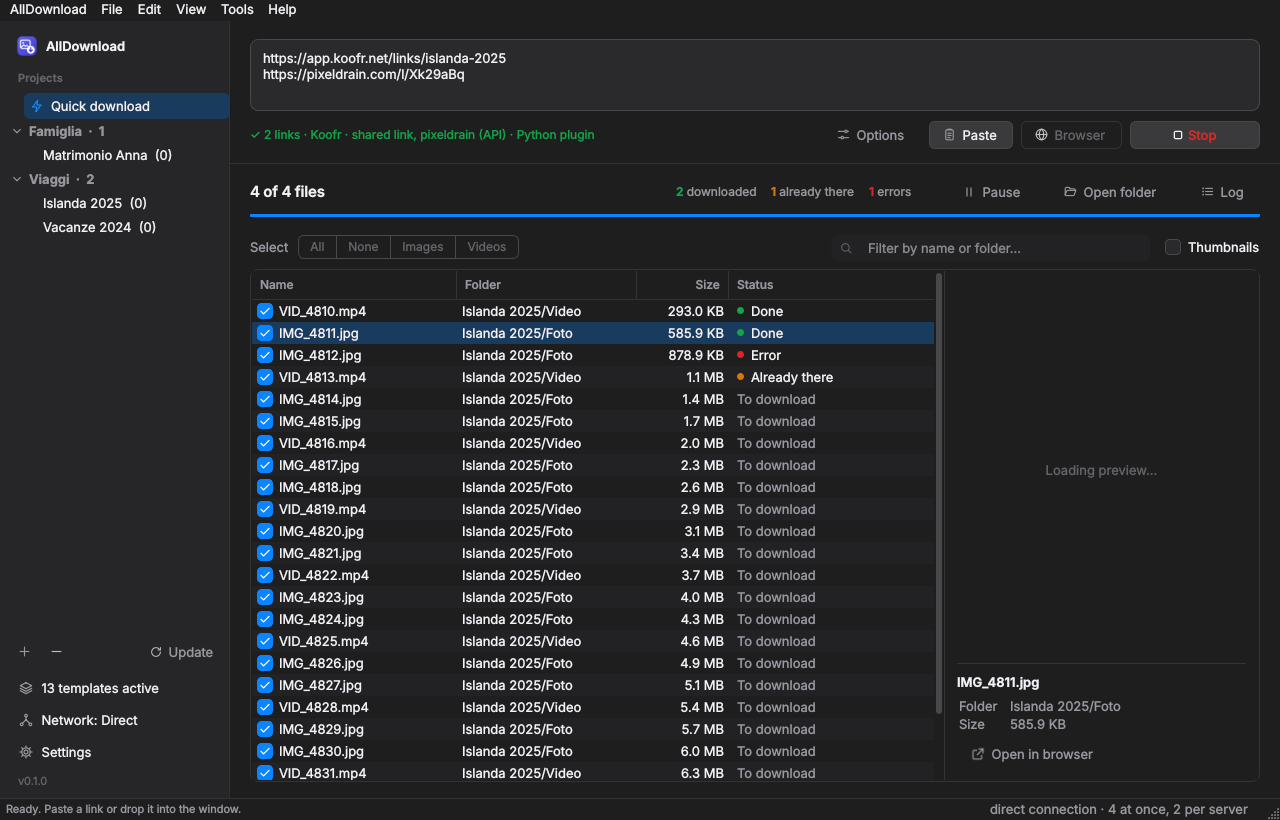 AllDownload File Edit View Tools Help
AllDownload
Projects
Quick download
Famiglia · 1
Matrimonio Anna (0)
Viaggi · 2
Islanda 2025 (0)
Vacanze 2024 (0)
Update
13 templates active
Network: Direct
Settings
v0.1.0
https://app.koofr.net/links/islanda-2025
https://pixeldrain.com/l/Xk29aBq
✓ 2 links · Koofr · shared link, pixeldrain (API) · Python plugin
Options Paste Browser Stop
4 of 4 files 2 downloaded 1 already there 1 errors Pause Open folder Log
Select All None Images Videos Filter by name or folder... Thumbnails
Name Folder Size Status
VID_4810.mp4 Islanda 2025/Video 293.0 KB Done
IMG_4811.jpg Islanda 2025/Foto 585.9 KB Done
IMG_4812.jpg Islanda 2025/Foto 878.9 KB Error
VID_4813.mp4 Islanda 2025/Video 1.1 MB Already there
IMG_4814.jpg Islanda 2025/Foto 1.4 MB To download
IMG_4815.jpg Islanda 2025/Foto 1.7 MB To download
VID_4816.mp4 Islanda 2025/Video 2.0 MB To download
IMG_4817.jpg Islanda 2025/Foto 2.3 MB To download
IMG_4818.jpg Islanda 2025/Foto 2.6 MB To download
VID_4819.mp4 Islanda 2025/Video 2.9 MB To download
IMG_4820.jpg Islanda 2025/Foto 3.1 MB To download
IMG_4821.jpg Islanda 2025/Foto 3.4 MB To download
VID_4822.mp4 Islanda 2025/Video 3.7 MB To download
IMG_4823.jpg Islanda 2025/Foto 4.0 MB To download
IMG_4824.jpg Islanda 2025/Foto 4.3 MB To download
VID_4825.mp4 Islanda 2025/Video 4.6 MB To download
IMG_4826.jpg Islanda 2025/Foto 4.9 MB To download
IMG_4827.jpg Islanda 2025/Foto 5.1 MB To download
VID_4828.mp4 Islanda 2025/Video 5.4 MB To download
IMG_4829.jpg Islanda 2025/Foto 5.7 MB To download
IMG_4830.jpg Islanda 2025/Foto 6.0 MB To download
VID_4831.mp4 Islanda 2025/Video 6.3 MB To download
Loading preview...
IMG_4811.jpg
Folder Islanda 2025/Foto
Size 585.9 KB
Open in browser
Ready. Paste a link or drop it into the window.
direct connection · 4 at once, 2 per server